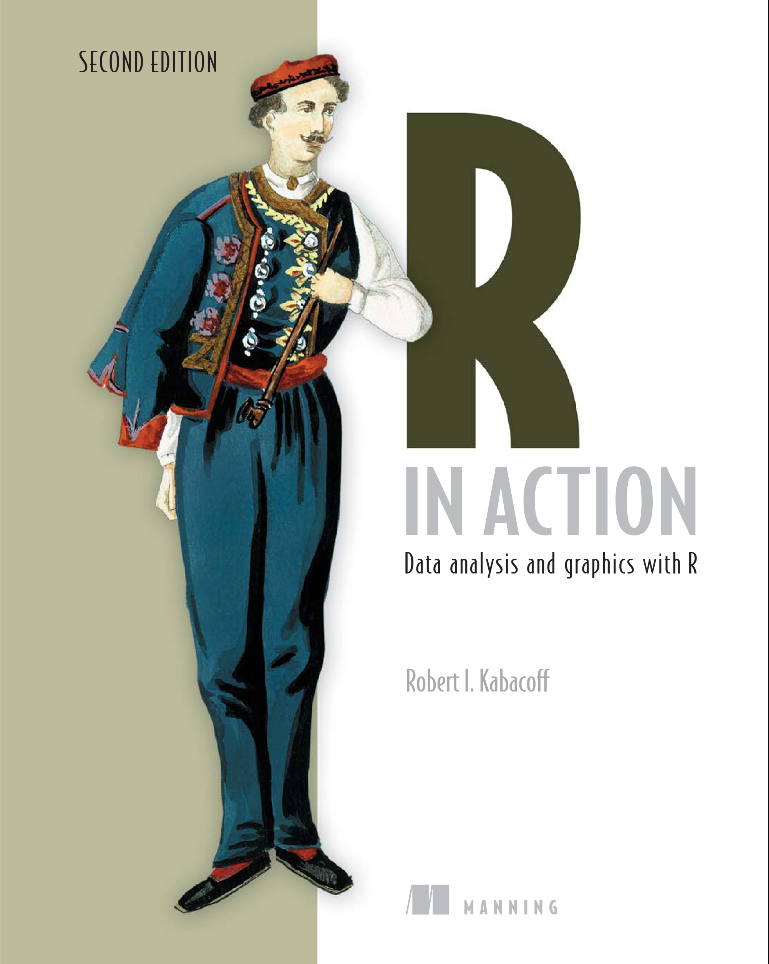 SECOND EDITION
R
IN ACTION
Data analysis and graphics with R
Robert I. Kabacoff
MANNING